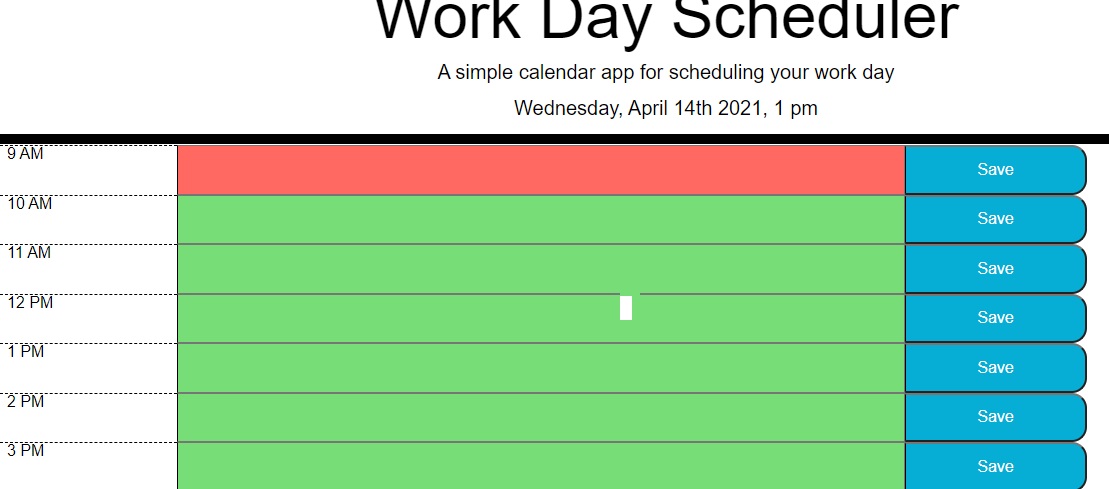 Work Day Scheduler
A simple calendar app for scheduling your work day
Wednesday, April 14th 2021, 1 pm
9 AM
Save
10 AM
Save
11 AM
Save
12 PM
Save
1 PM
Save
2 PM
Save
3 PM
Save